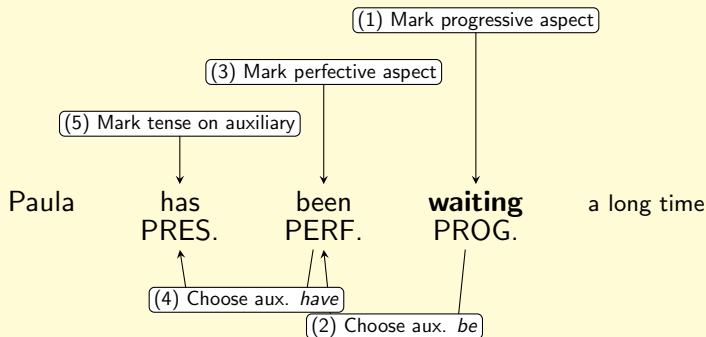 (1) Mark progressive aspect
(3) Mark perfective aspect
(5) Mark tense on auxiliary
Paula has been waiting a long time
PRES. PERF. PROG.
(4) Choose aux. have
(2) Choose aux. be